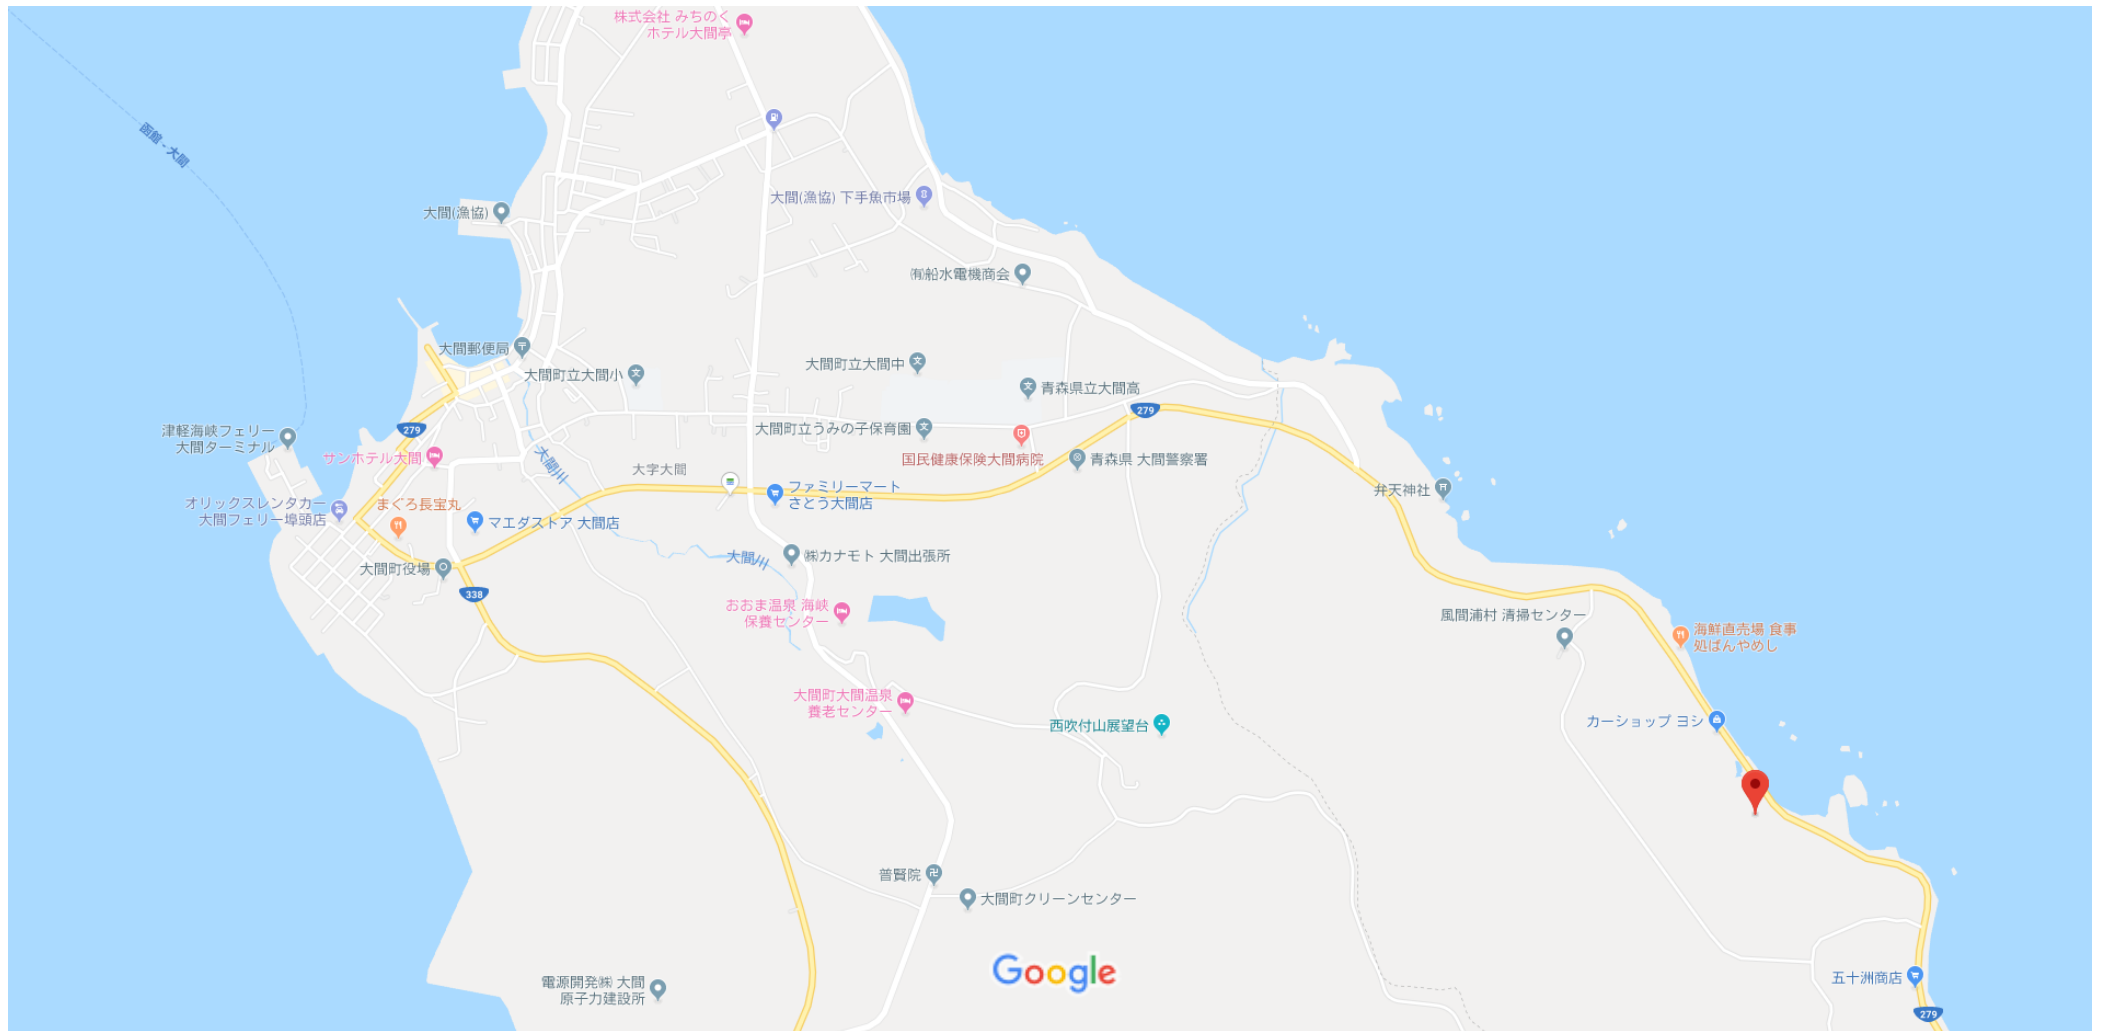 株式会社 みちのく
ホテル大間亭
函館 - 大間
大間(漁協) 下手魚市場
大間(漁協)
㈲船水電機商会
大間郵便局
大間町立大間小
大間町立大間中
青森県立大間高
279
279
大間町立うみの子保育園
津軽海峡フェリー
大間ターミナル
サンホテル大間
大間川
大字大間
国民健康保険大間病院
青森県 大間警察署
ファミリーマート
さとう大間店
弁天神社
オリックスレンタカー
大間フェリー埠頭店
まぐろ長宝丸
マエダストア 大間店
大間川
㈱カナモト 大間出張所
大間町役場
338
おおま温泉 海峡
保養センター
風間浦村 清掃センター
海鮮直売場 食事
処ばんやめし
大間町大間温泉
養老センター
西吹付山展望台
カーショップ ヨシ
普賢院
大間町クリーンセンター
電源開発㈱ 大間
原子力建設所
Google
五十洲商店
279